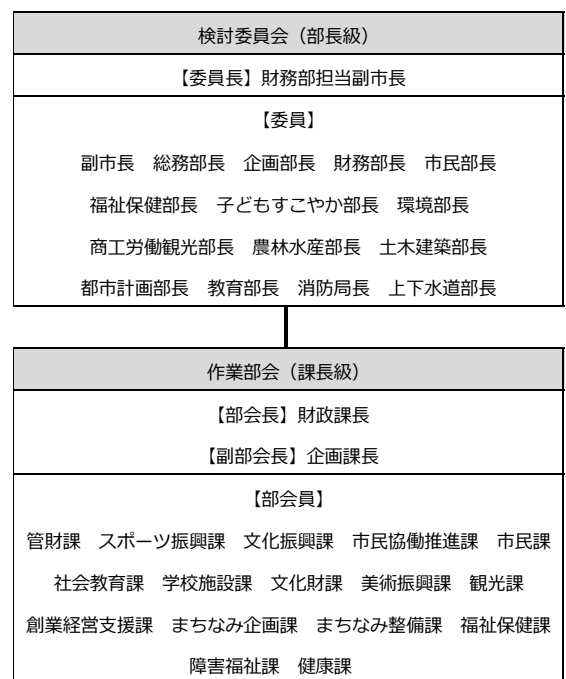 検討委員会（部長級）
【委員長】財務部担当副市長
【委員】
副市長　総務部長　企画部長　財務部長　市民部長
福祉保健部長　子どもすこやか部長　環境部長
商工労働観光部長　農林水産部長　土木建築部長
都市計画部長　教育部長　消防局長　上下水道部長
作業部会（課長級）
【部会長】財政課長
【副部会長】企画課長
【部会員】
管財課　スポーツ振興課　文化振興課　市民協働推進課　市民課
社会教育課　学校施設課　文化財課　美術振興課　観光課
創業経営支援課　まちなみ企画課　まちなみ整備課　福祉保健課
障害福祉課　健康課